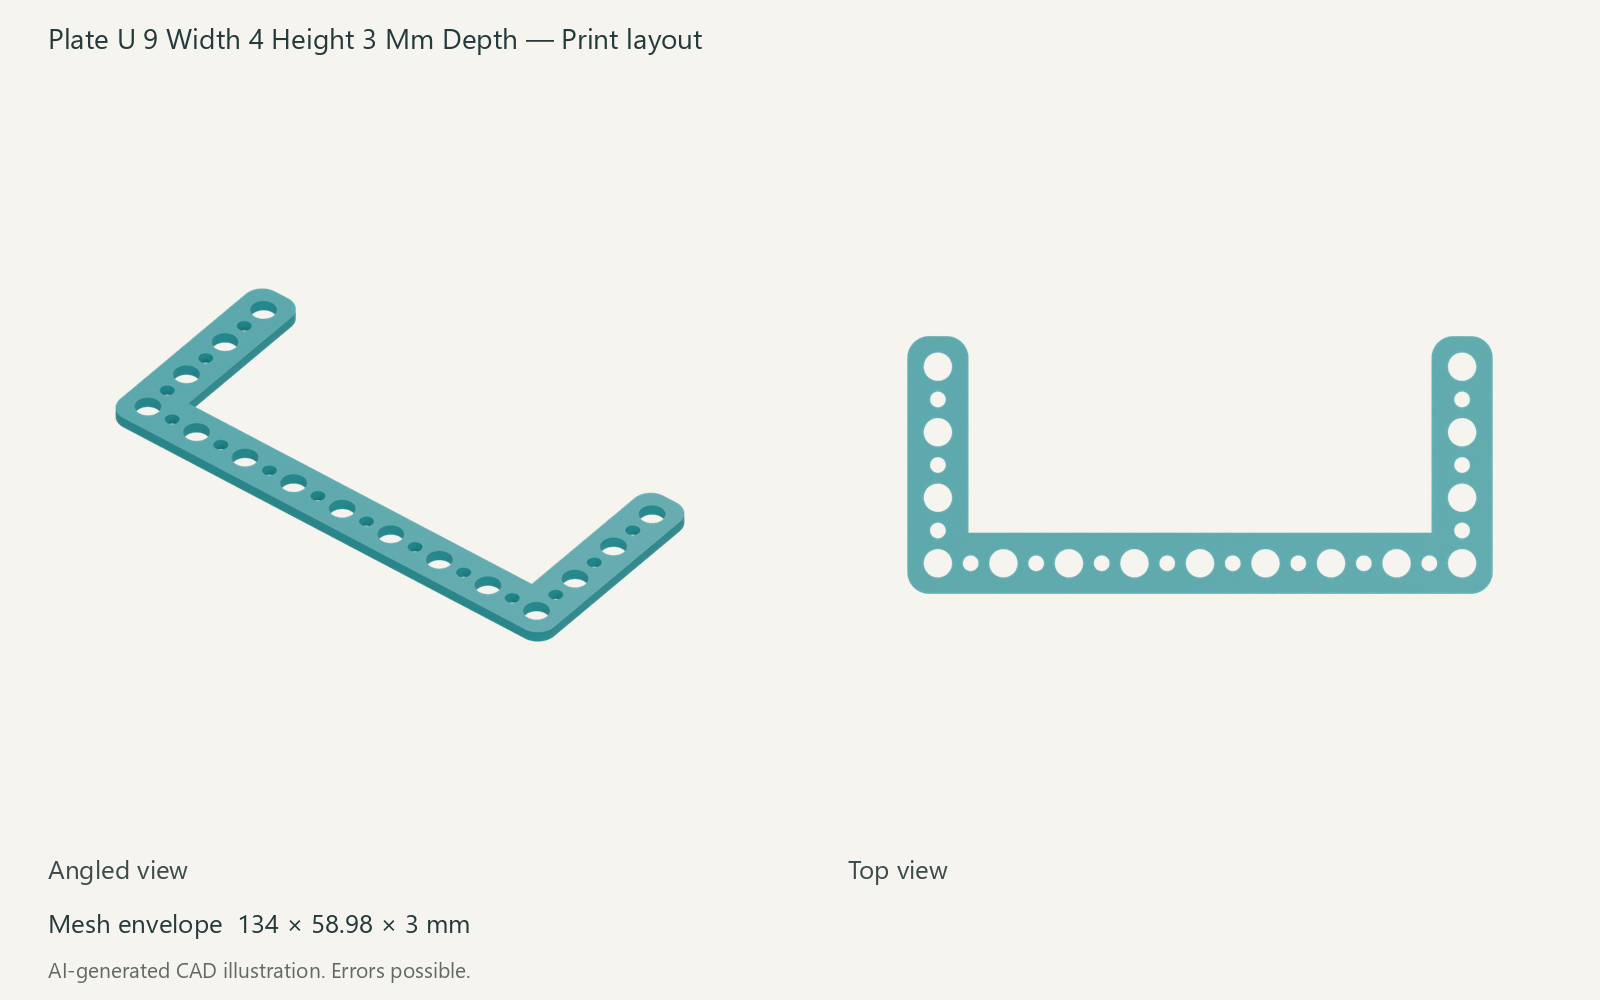 Plate U 9 Width 4 Height 3 Mm Depth — Print layout
Angled view
Top view
Mesh envelope  134 × 58.98 × 3 mm
AI-generated CAD illustration. Errors possible.